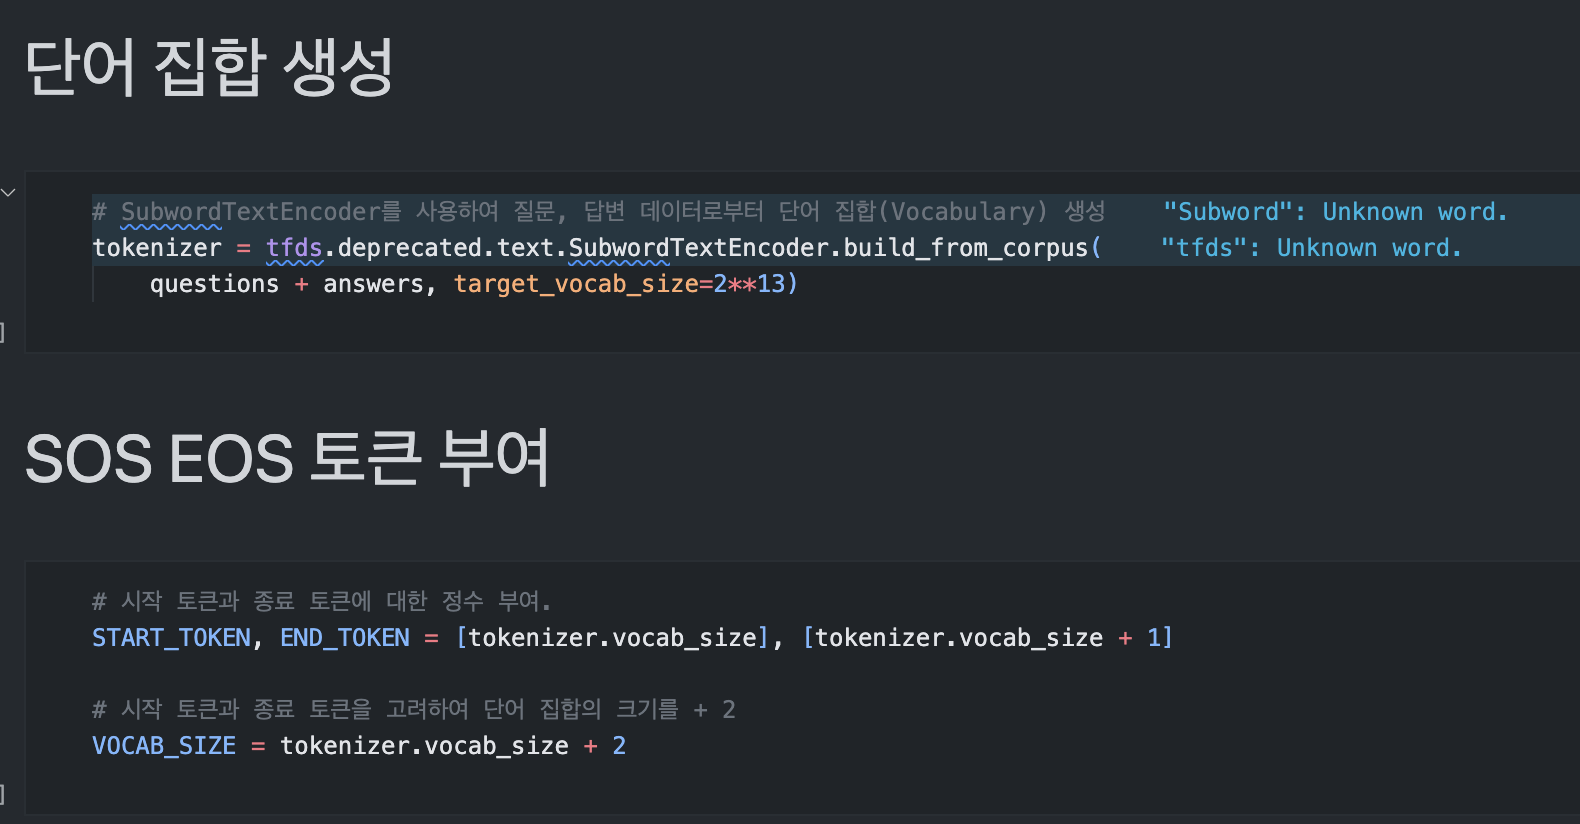 단어 집합 생성
# SubwordTextEncoder를 사용하여 질문, 답변 데이터로부터 단어 집합(Vocabulary) 생성 "Subword": Unknown word.
tokenizer = tfds.deprecated.text.SubwordTextEncoder.build_from_corpus( "tfds": Unknown word.
questions + answers, target_vocab_size=2**13)
]
SOS EOS 토큰 부여
# 시작 토큰과 종료 토큰에 대한 정수 부여.
START_TOKEN, END_TOKEN = [tokenizer.vocab_size], [tokenizer.vocab_size + 1]
# 시작 토큰과 종료 토큰을 고려하여 단어 집합의 크기를 + 2
VOCAB_SIZE = tokenizer.vocab_size + 2
]